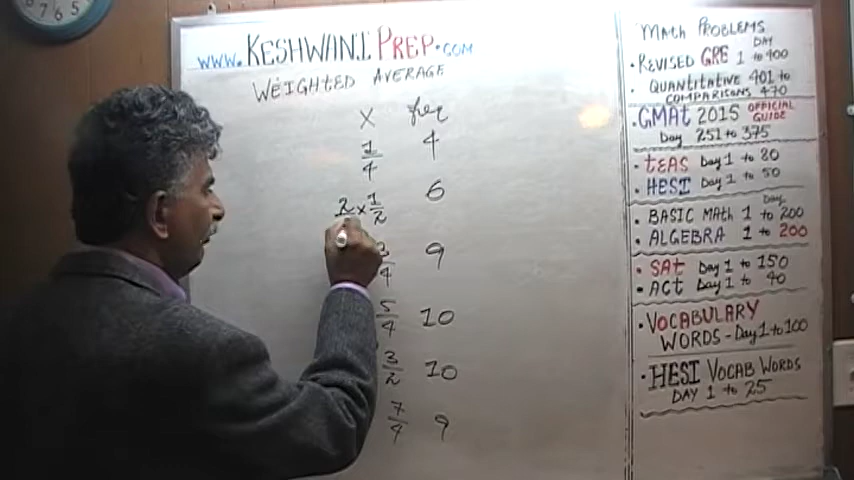 7 6 5
www.KESHWANIPREP.COM
WEIGHTED AVERAGE
X freq
1/4 4
2 × 1/2 6
3/4 9
5/4 10
3/2 10
7/4 9
MATH PROBLEMS
DAY
• REVISED GRE 1 to 400
• QUANTITATIVE 401 to
COMPARISONS 470
• GMAt 2015 OFFICIAL GUIDE
Day 251 to 375
• tEAS Day 1 to 80
• HESI Day 1 to 50
Day
• BASIC Math 1 to 200
• ALGEBRA 1 to 200
• SAt Day 1 to 150
• ACt Day 1 to 40
• VOCABULARY
WORDS - Day 1 to 100
• HESI VOCAB WORDS
DAY 1 to 25